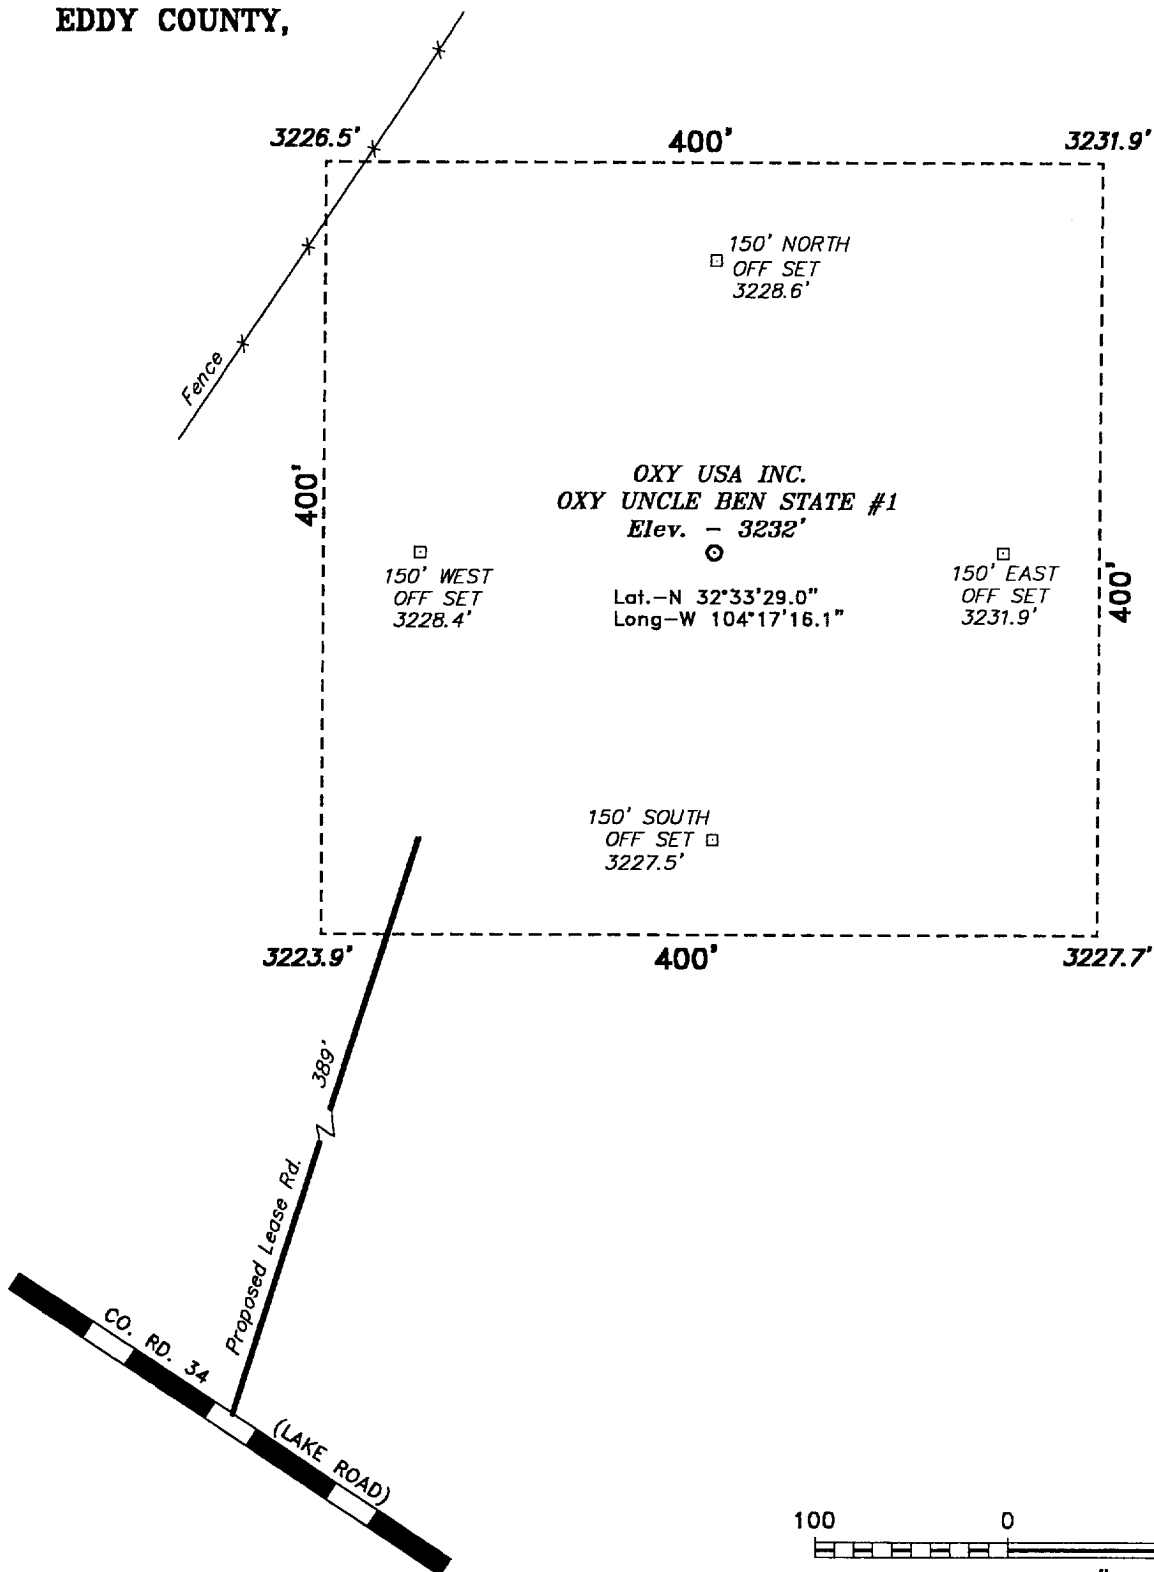 EDDY COUNTY,
3226.5'
400'
3231.9'
150' NORTH
OFF SET
3228.6'
Fence
400'
OXY USA INC.
OXY UNCLE BEN STATE #1
Elev. - 3232'
150' WEST
OFF SET
3228.4'
Lat.-N 32°33'29.0"
Long-W 104°17'16.1"
150' EAST
OFF SET
3231.9'
400'
150' SOUTH
OFF SET
3227.5'
3223.9'
400'
3227.7'
389'
Proposed Lease Rd.
CO. RD. 34
(LAKE ROAD)
100
0